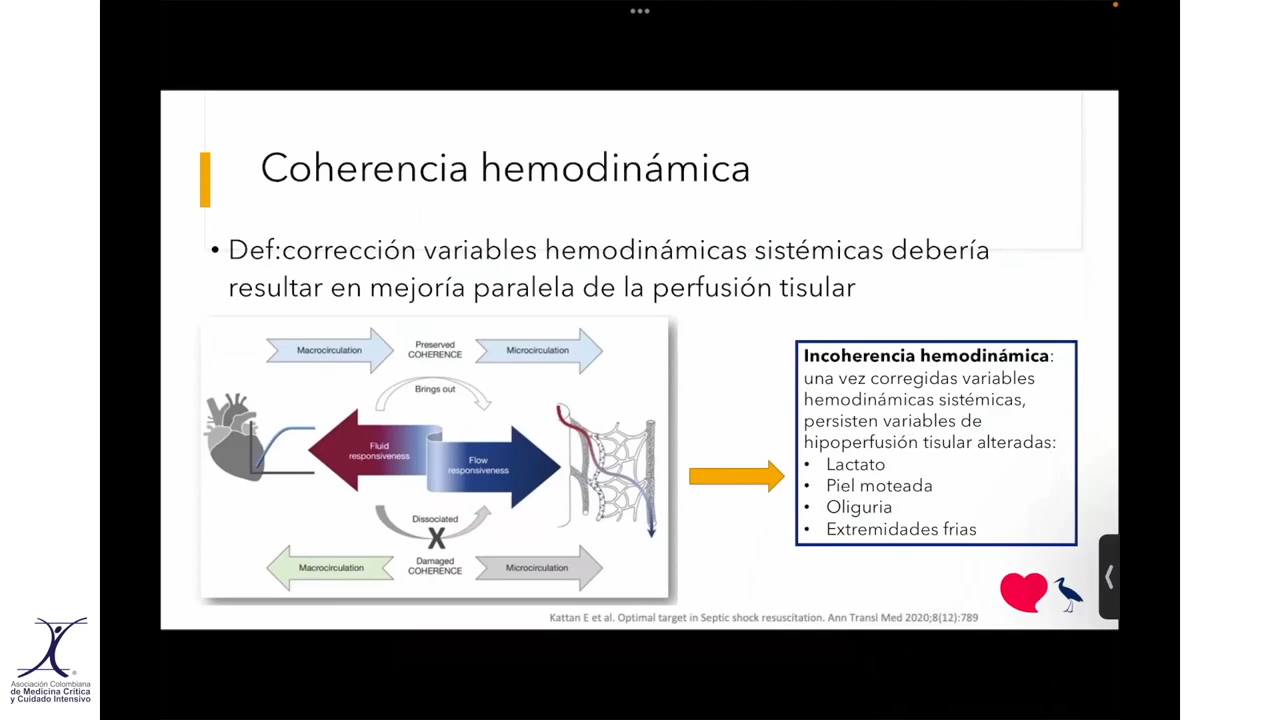 Coherencia hemodinámica
• Def:corrección variables hemodinámicas sistémicas debería
resultar en mejoría paralela de la perfusión tisular
Macrocirculation
Preserved
COHERENCE
Microcirculation
Brings out
Fluid
responsiveness
Flow
responsiveness
Dissociated
X
Macrocirculation
Damaged
COHERENCE
Microcirculation
Incoherencia hemodinámica:
una vez corregidas variables
hemodinámicas sistémicas,
persisten variables de
hipoperfusión tisular alteradas:
• Lactato
• Piel moteada
• Oliguria
• Extremidades frias
Kattan E et al. Optimal target in Septic shock resuscitation. Ann Transl Med 2020;8(12):789
Asociación Colombiana
de Medicina Crítica
y Cuidado Intensivo